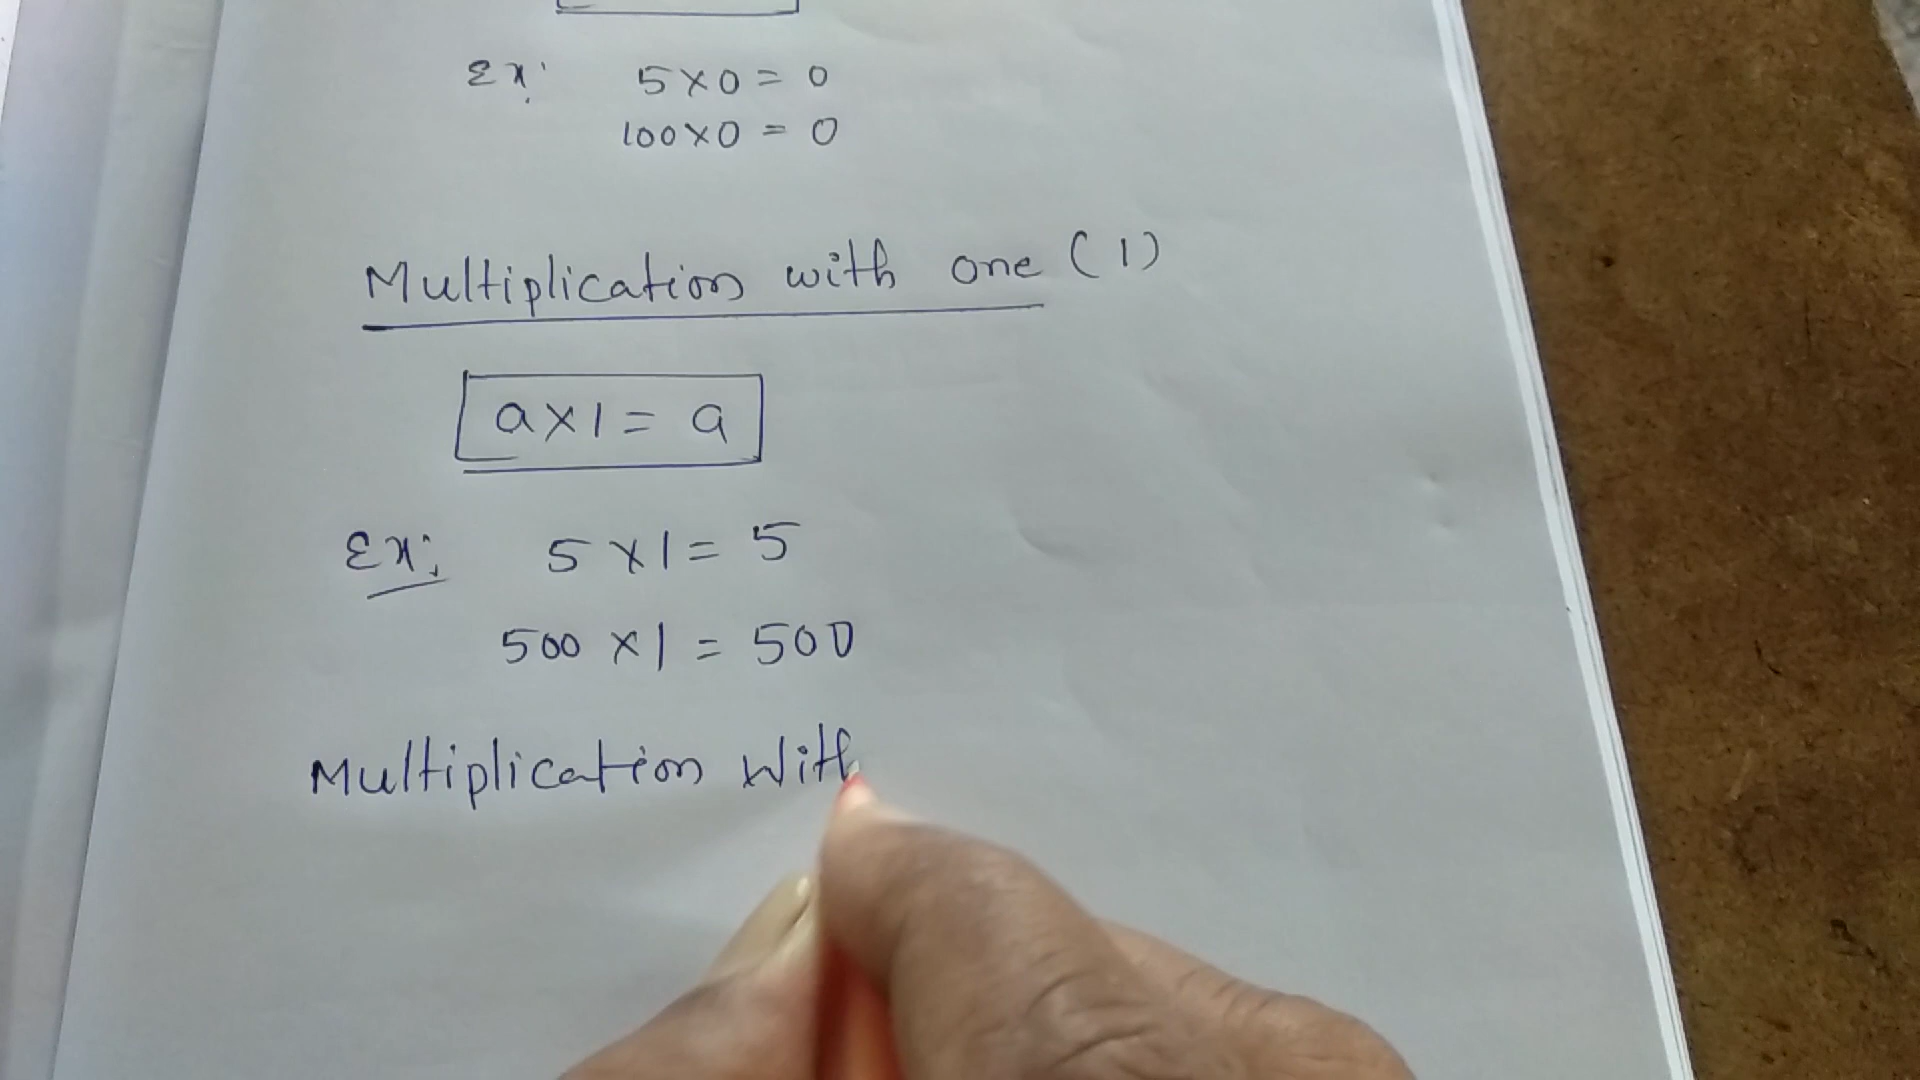 Ex: 5×0 = 0
100×0 = 0
Multiplication with one (1)
a×1 = a
Ex: 5×1 = 5
500×1 = 500
Multiplication With